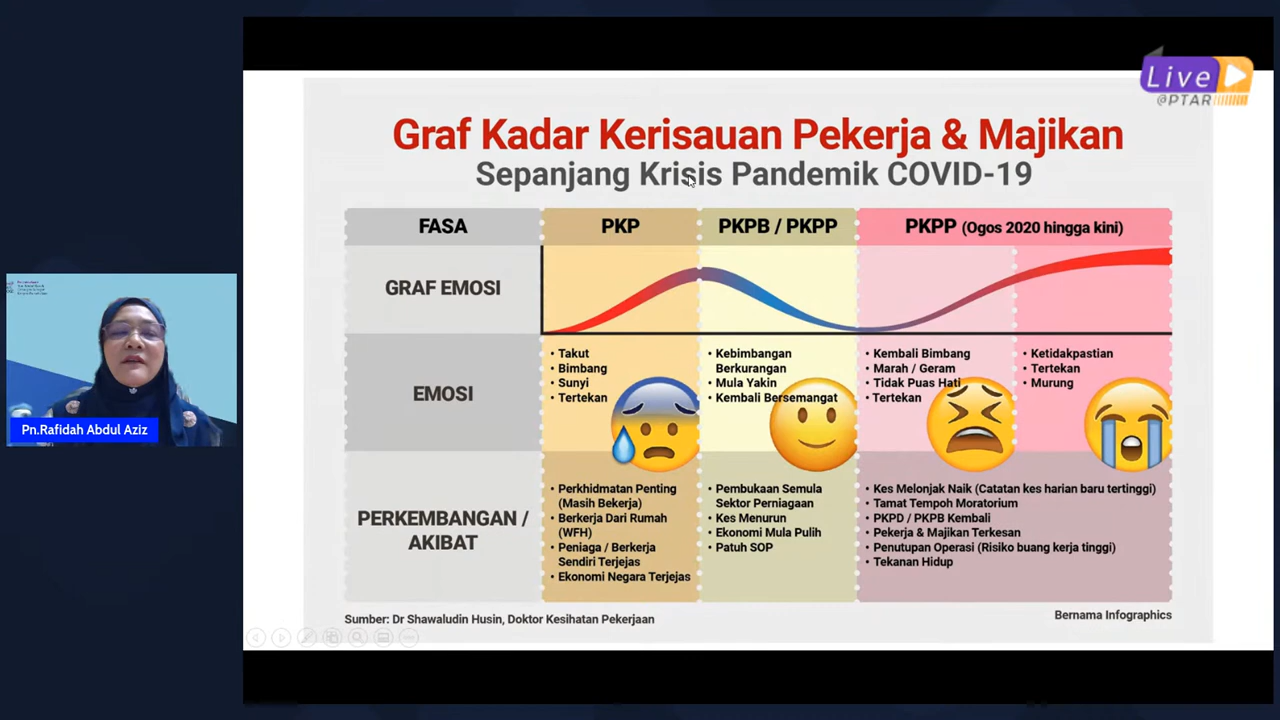 Live
@PTAR
Graf Kadar Kerisauan Pekerja & Majikan
Sepanjang Krisis Pandemik COVID-19
FASA
PKP
PKPB / PKPP
PKPP (Ogos 2020 hingga kini)
GRAF EMOSI
EMOSI
• Takut
• Bimbang
• Sunyi
• Tertekan
• Kebimbangan
Berkurangan
• Mula Yakin
• Kembali Bersemangat
• Kembali Bimbang
• Marah / Geram
• Tidak Puas Hati
• Tertekan
• Ketidakpastian
• Tertekan
• Murung
PERKEMBANGAN /
AKIBAT
• Perkhidmatan Penting
(Masih Bekerja)
• Berkerja Dari Rumah
(WFH)
• Peniaga / Berkerja
Sendiri Terjejas
• Ekonomi Negara Terjejas
• Pembukaan Semula
Sektor Perniagaan
• Kes Menurun
• Ekonomi Mula Pulih
• Patuh SOP
• Kes Melonjak Naik (Catatan kes harian baru tertinggi)
• Tamat Tempoh Moratorium
• PKPD / PKPB Kembali
• Pekerja & Majikan Terkesan
• Penutupan Operasi (Risiko buang kerja tinggi)
• Tekanan Hidup
Sumber: Dr Shawaludin Husin, Doktor Kesihatan Pekerjaan
Bernama Infographics
Pn.Rafidah Abdul Aziz